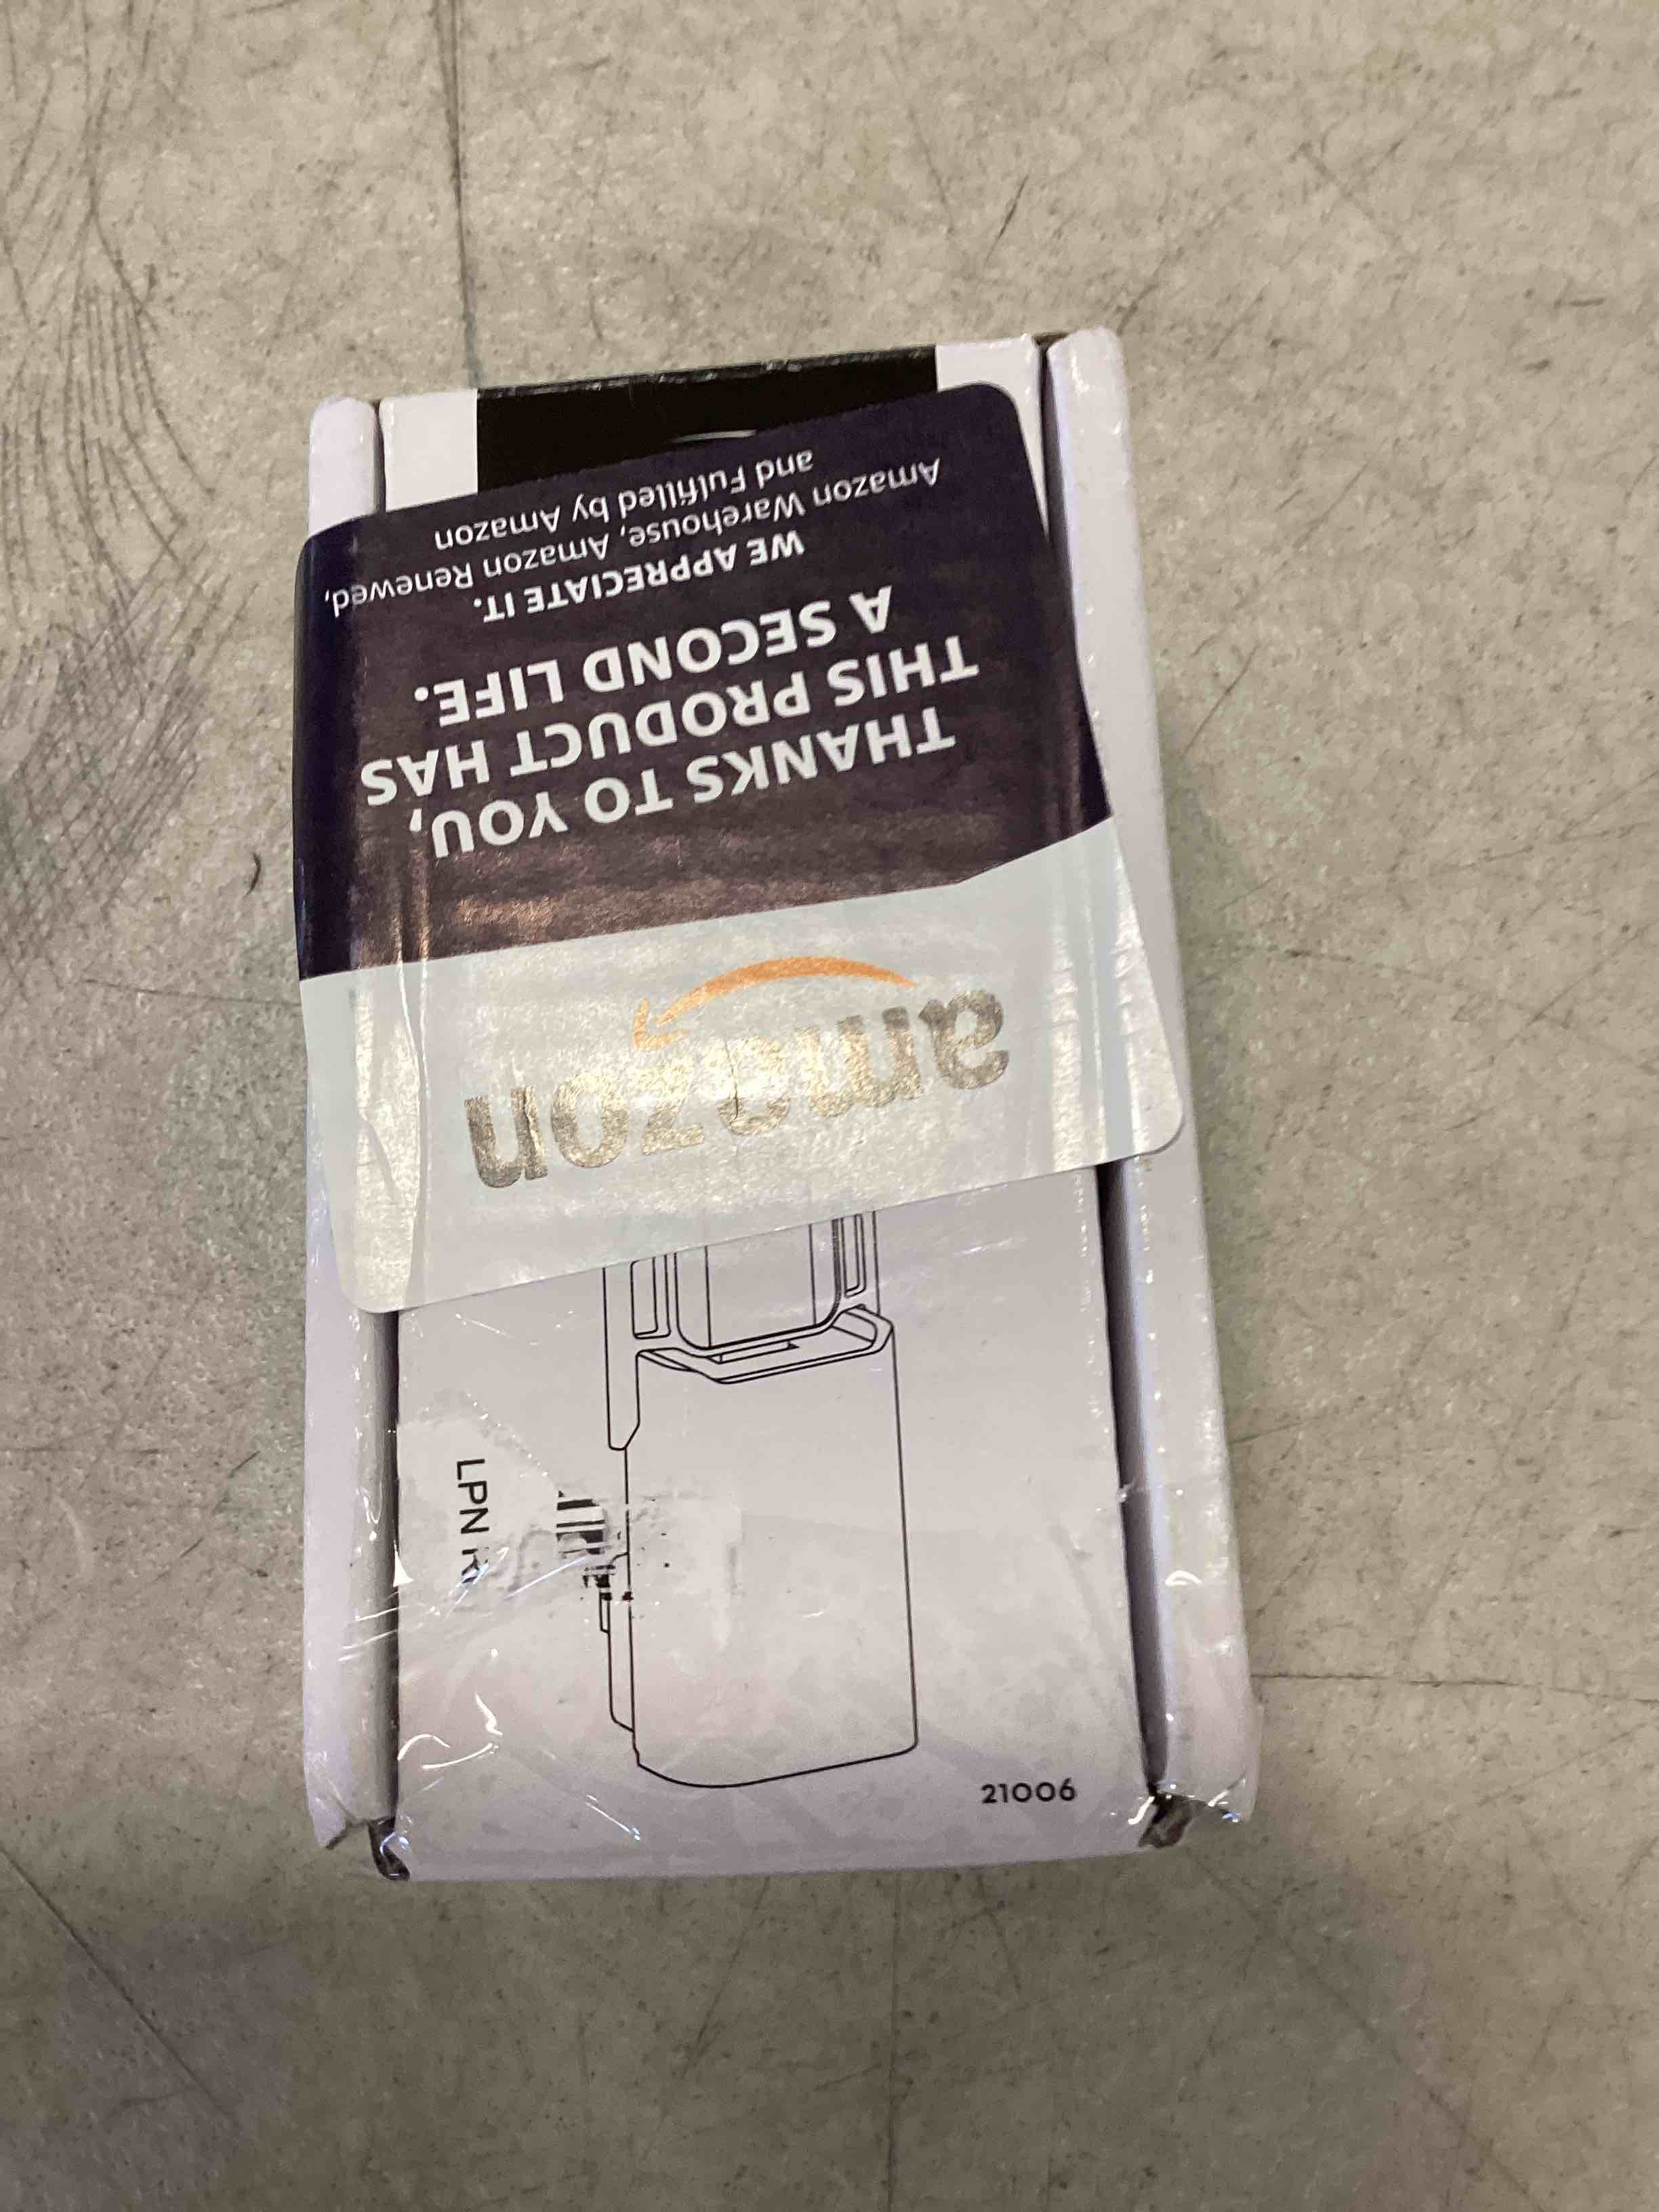 amazon
THANKS TO YOU,
THIS PRODUCT HAS
A SECOND LIFE.
WE APPRECIATE IT.
Amazon Warehouse, Amazon Renewed,
and Fulfilled by Amazon
LPN
21006